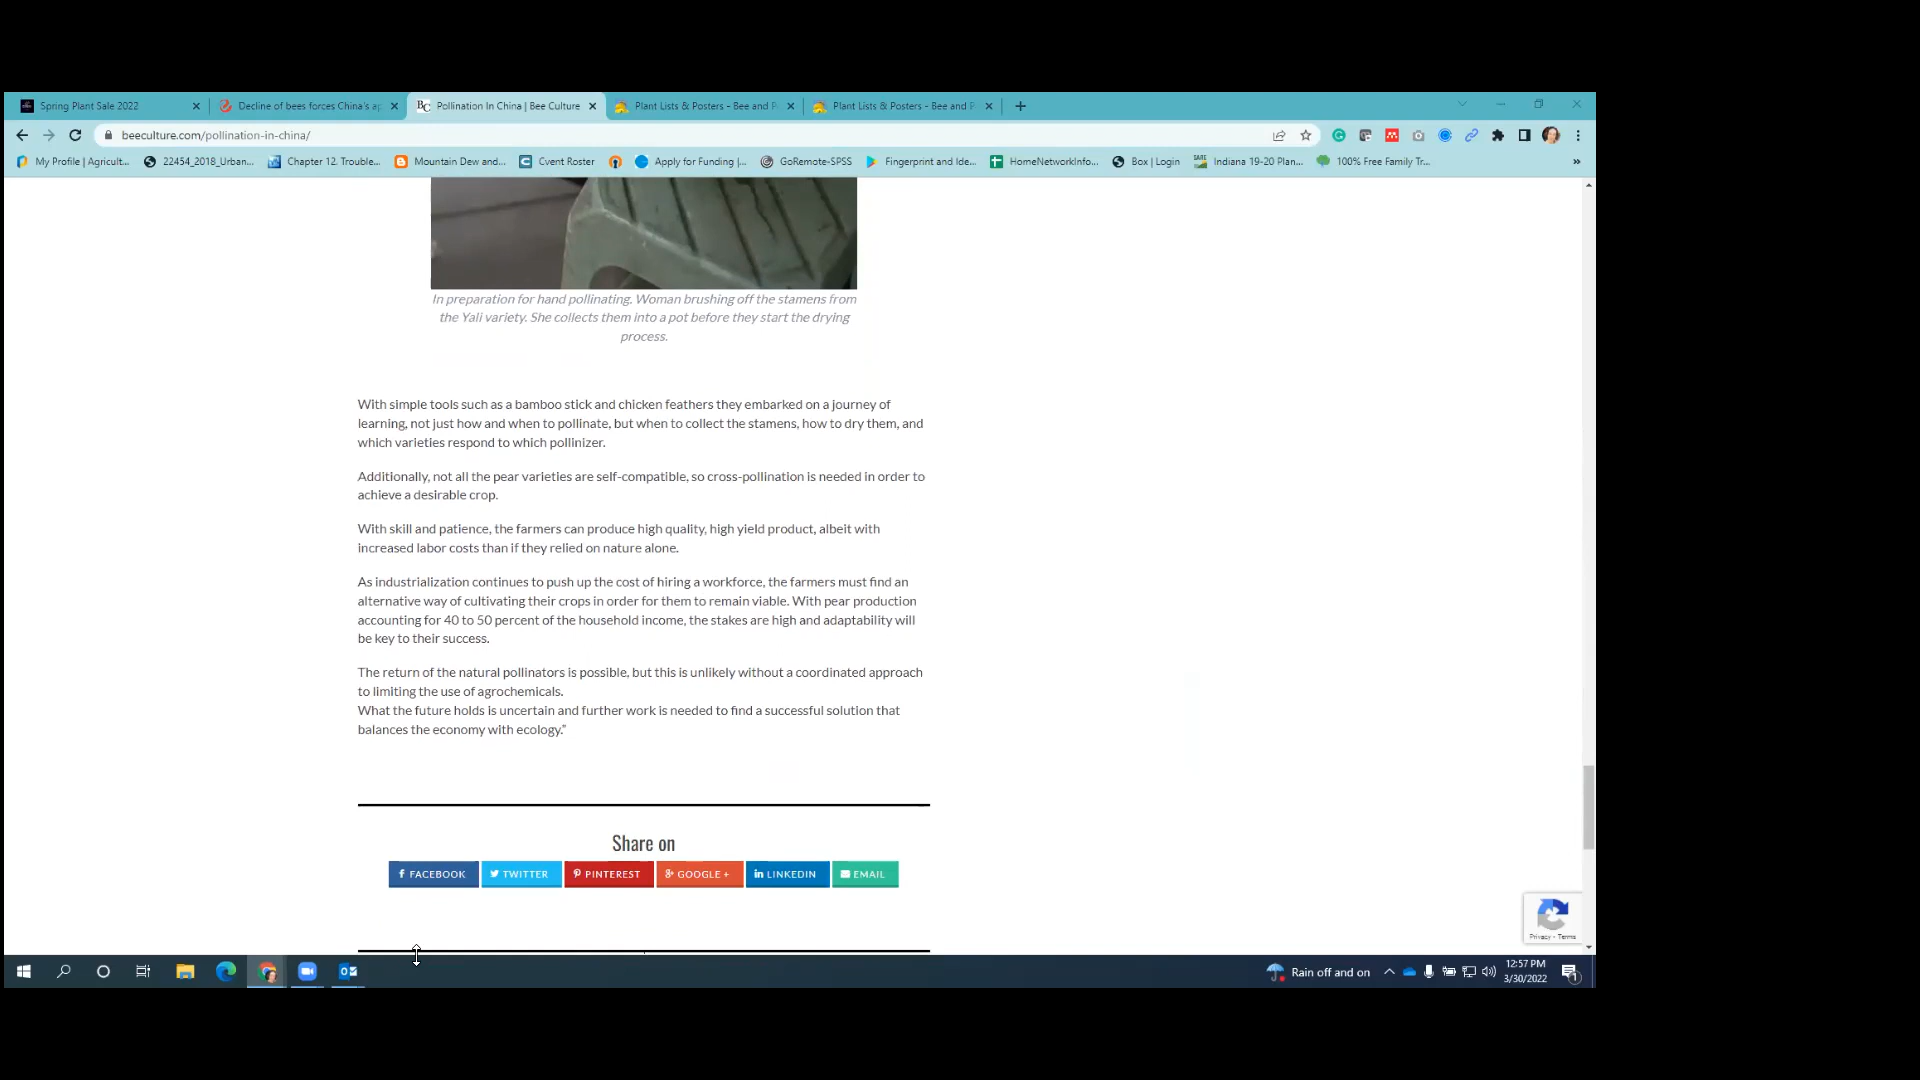 Spring Plant Sale 2022
Decline of bees forces China's ap
Pollination In China | Bee Culture
Plant Lists & Posters - Bee and P
Plant Lists & Posters - Bee and P
beeculture.com/pollination-in-china/
My Profile | Agricult...
22454_2018_Urban...
Chapter 12. Trouble...
Mountain Dew and...
Cvent Roster
Apply for Funding |...
GoRemote-SPSS
Fingerprint and Ide...
HomeNetworkInfo...
Box | Login
Indiana 19-20 Plan...
100% Free Family Tr...
In preparation for hand pollinating. Woman brushing off the stamens from
the Yali variety. She collects them into a pot before they start the drying
process.
With simple tools such as a bamboo stick and chicken feathers they embarked on a journey of
learning, not just how and when to pollinate, but when to collect the stamens, how to dry them, and
which varieties respond to which pollinizer.
Additionally, not all the pear varieties are self-compatible, so cross-pollination is needed in order to
achieve a desirable crop.
With skill and patience, the farmers can produce high quality, high yield product, albeit with
increased labor costs than if they relied on nature alone.
As industrialization continues to push up the cost of hiring a workforce, the farmers must find an
alternative way of cultivating their crops in order for them to remain viable. With pear production
accounting for 40 to 50 percent of the household income, the stakes are high and adaptability will
be key to their success.
The return of the natural pollinators is possible, but this is unlikely without a coordinated approach
to limiting the use of agrochemicals.
What the future holds is uncertain and further work is needed to find a successful solution that
balances the economy with ecology."
Share on
FACEBOOK
TWITTER
PINTEREST
GOOGLE +
LINKEDIN
EMAIL
Privacy - Terms
Rain off and on
12:57 PM
3/30/2022